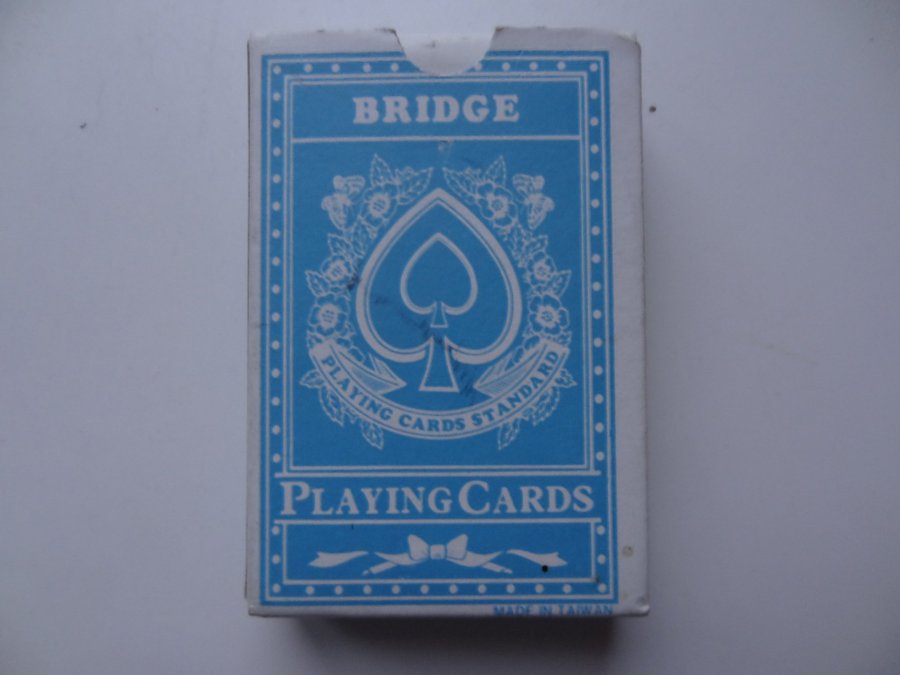 BRIDGE
PLAYING CARDS STANDARD
PLAYING CARDS
MADE IN TAIWAN